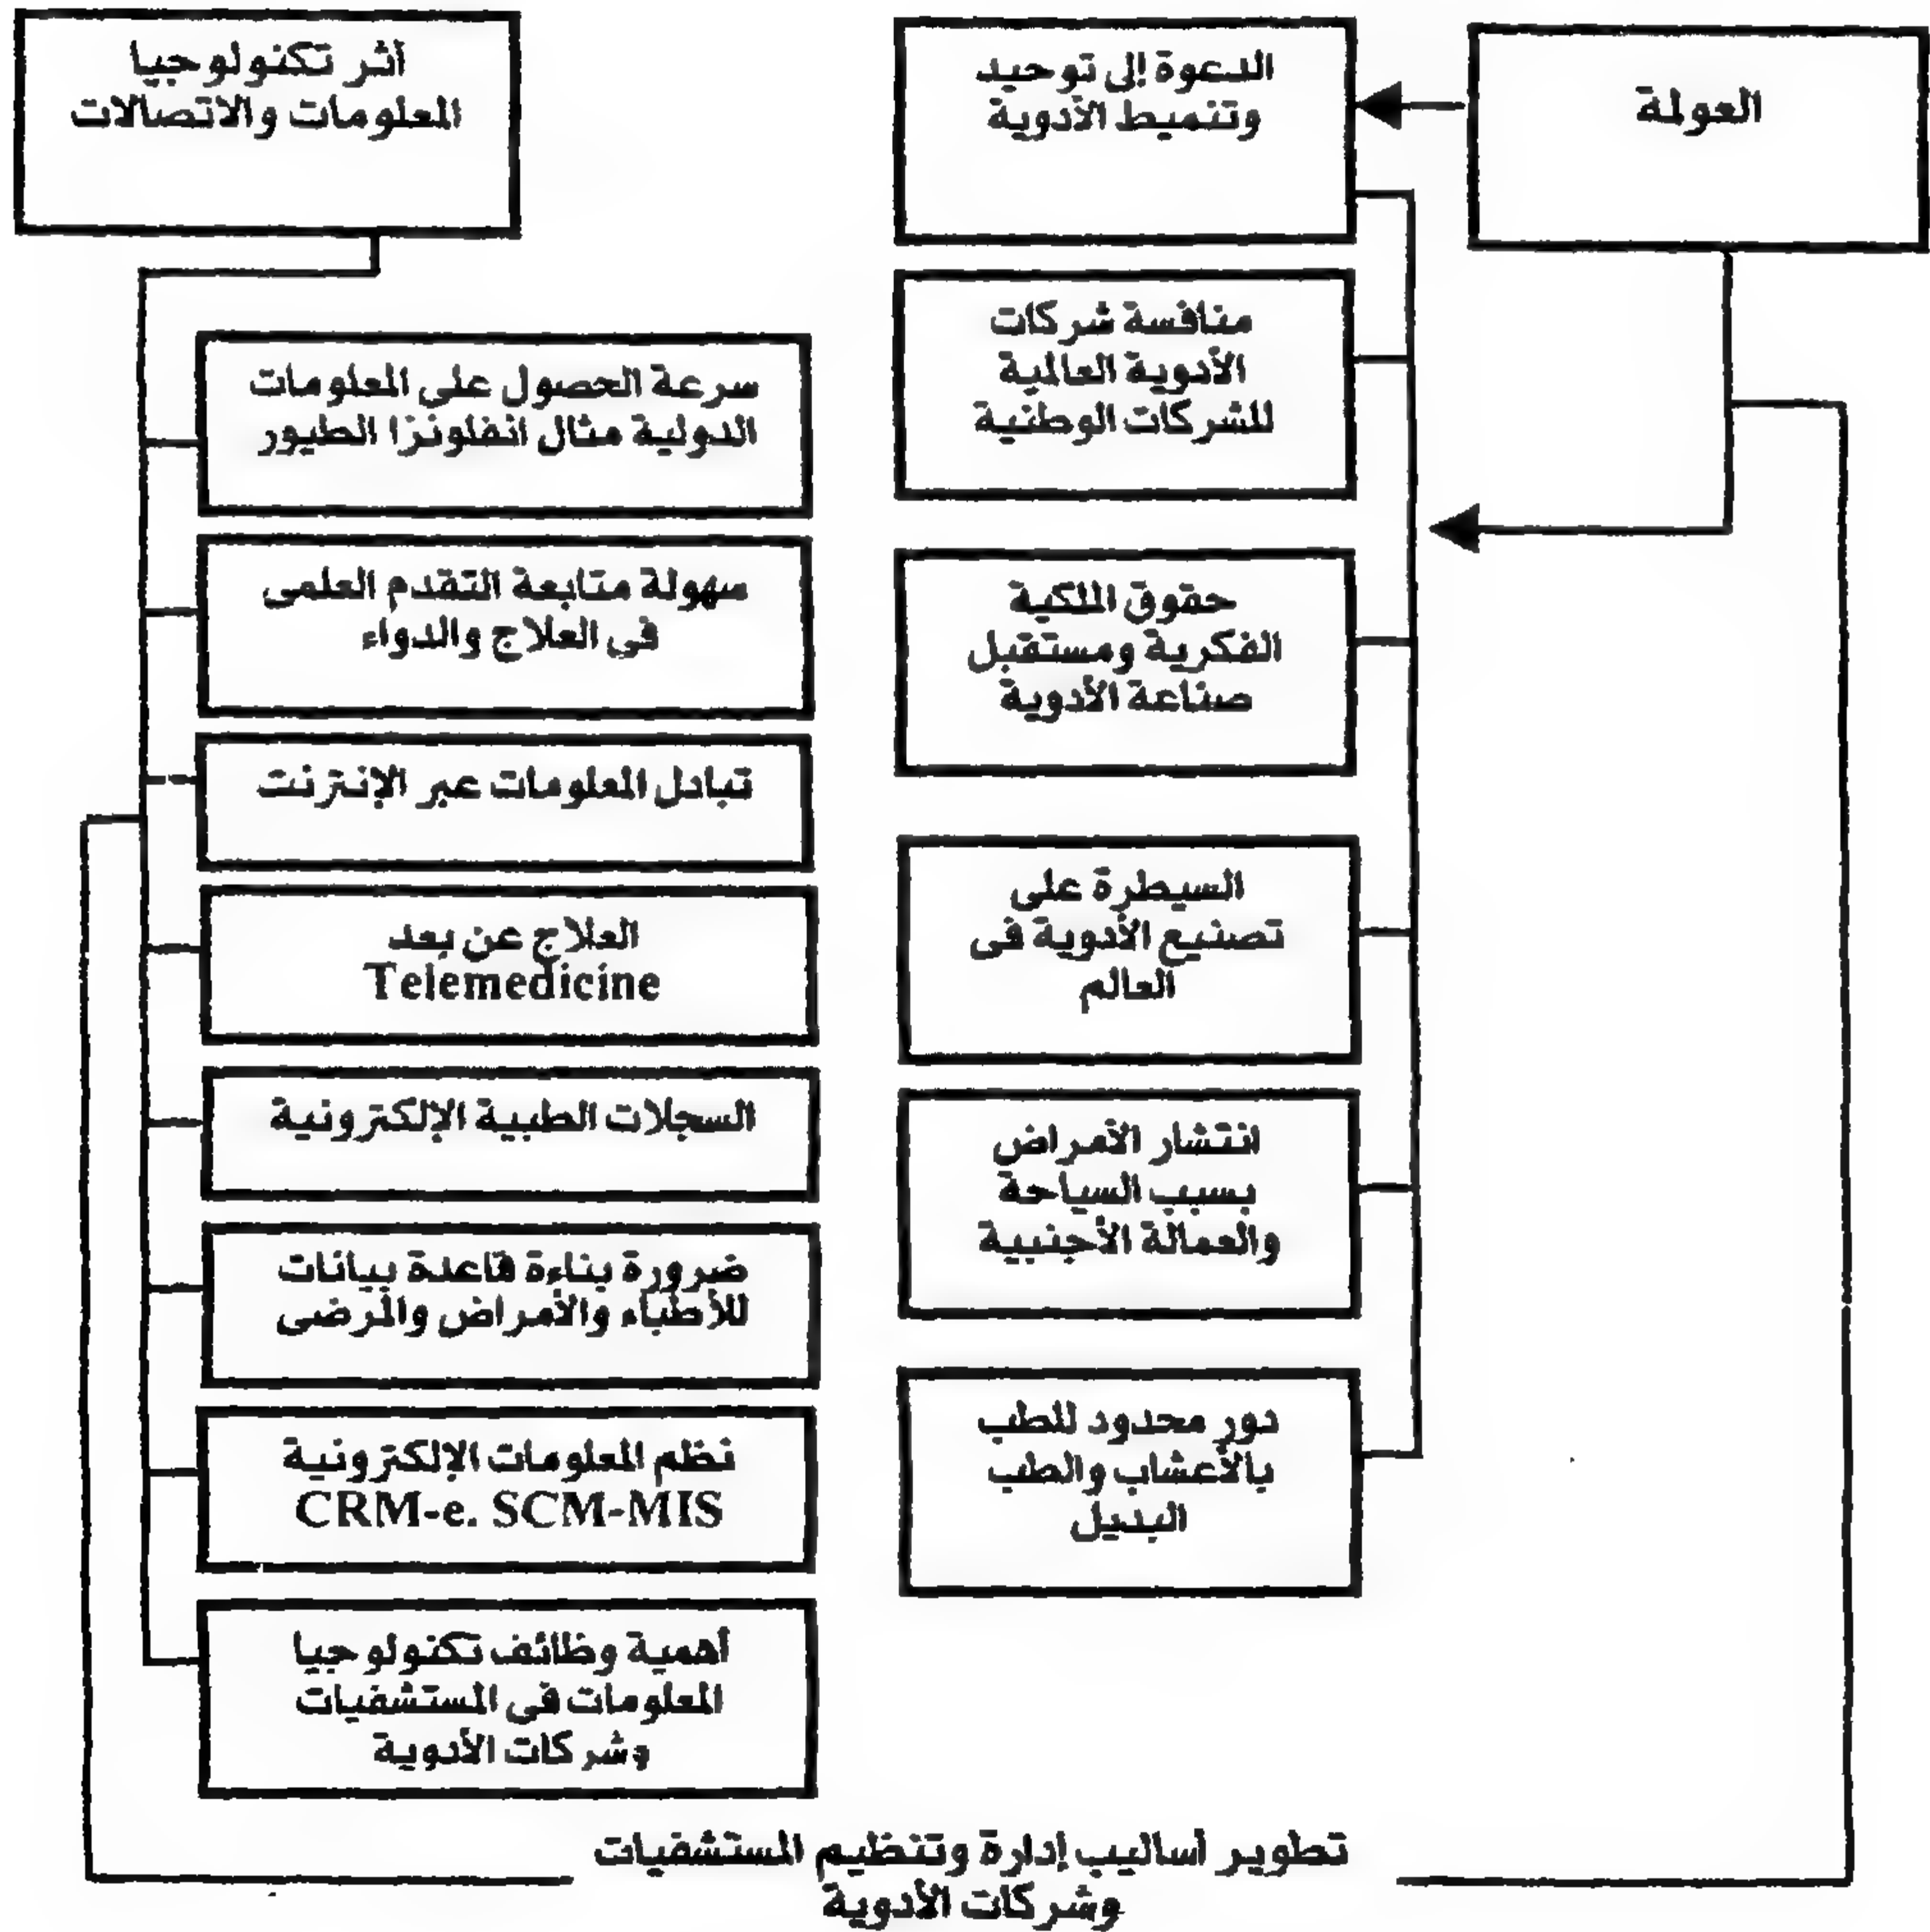 العولمة
الدعوة إلى توحيد
وتنميط الأدوية
منافسة شركات
الأدوية العالمية
للشركات الوطنية
حقوق الملكية
الفكرية ومستقبل
صناعة الأدوية
السيطرة على
تصنيع الأدوية فى
العالم
انتشار الأمراض
بسبب السياحة
والعمالة الأجنبية
دور محدود للطب
بالأعشاب والطب
البديل
أثر تكنولوجيا
المعلومات والاتصالات
سرعة الحصول على المعلومات
الدولية مثال انفلونزا الطيور
سهولة متابعة التقدم العلمى
فى العلاج والدواء
تبادل المعلومات عبر الإنترنت
العلاج عن بعد
Telemedicine
السجلات الطبية الإلكترونية
ضرورة بناءة قاعدة بيانات
للأطباء والأمراض والمرضى
نظم المعلومات الإلكترونية
CRM-e. SCM-MIS
أهمية وظائف تكنولوجيا
المعلومات فى المستشفيات
وشركات الأدوية
تطوير أساليب إدارة وتنظيم المستشفيات
وشركات الأدوية